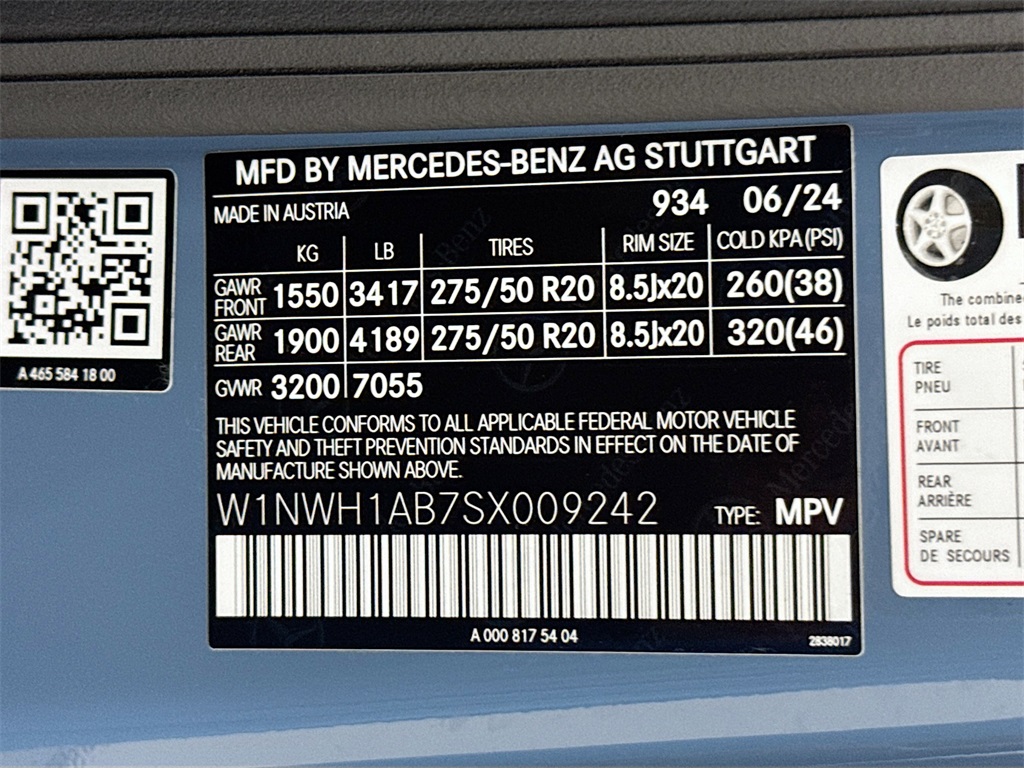 MFD BY MERCEDES-BENZ AG STUTTGART
MADE IN AUSTRIA 934 06/24
KG LB TIRES RIM SIZE COLD KPA (PSI)
GAWR FRONT 1550 3417 275/50 R20 8.5Jx20 260(38)
GAWR REAR 1900 4189 275/50 R20 8.5Jx20 320(46)
GVWR 3200 7055
THIS VEHICLE CONFORMS TO ALL APPLICABLE FEDERAL MOTOR VEHICLE
SAFETY AND THEFT PREVENTION STANDARDS IN EFFECT ON THE DATE OF
MANUFACTURE SHOWN ABOVE.
W1NWH1AB7SX009242 TYPE: MPV
A 000 817 54 04
2838017
A 465 584 18 00
The combine
Le poids total des
TIRE
PNEU
FRONT
AVANT
REAR
ARRIÈRE
SPARE
DE SECOURS